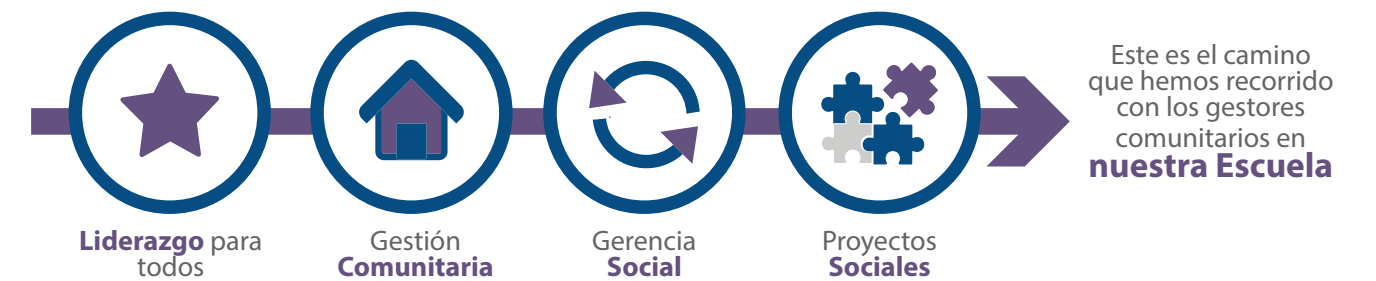 Liderazgo para
todos
Gestión
Comunitaria
Gerencia
Social
Proyectos
Sociales
Este es el camino
que hemos recorrido
con los gestores
comunitarios en
nuestra Escuela